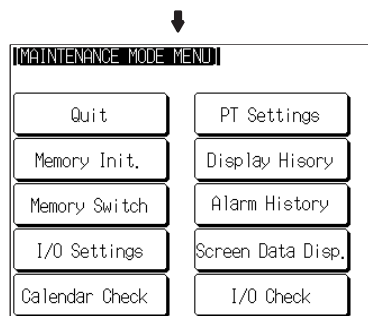 [MAINTENANCE MODE MENU]
Quit
PT Settings
Memory Init.
Display Hisory
Memory Switch
Alarm History
I/O Settings
Screen Data Disp.
Calendar Check
I/O Check